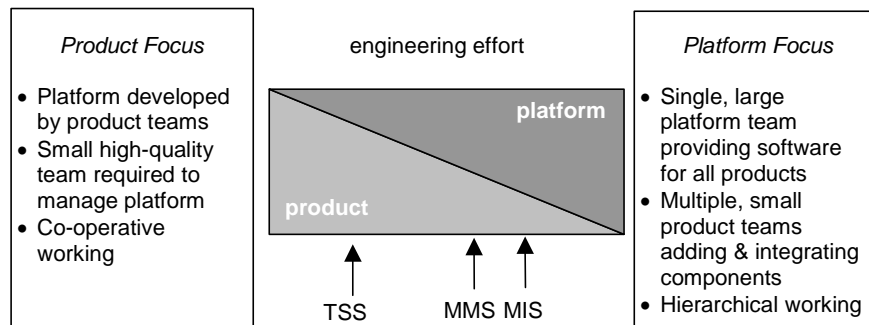 Product Focus
• Platform developed
by product teams
• Small high-quality
team required to
manage platform
• Co-operative
working
engineering effort
platform
product
TSS
MMS
MIS
Platform Focus
• Single, large
platform team
providing software
for all products
• Multiple, small
product teams
adding & integrating
components
• Hierarchical working